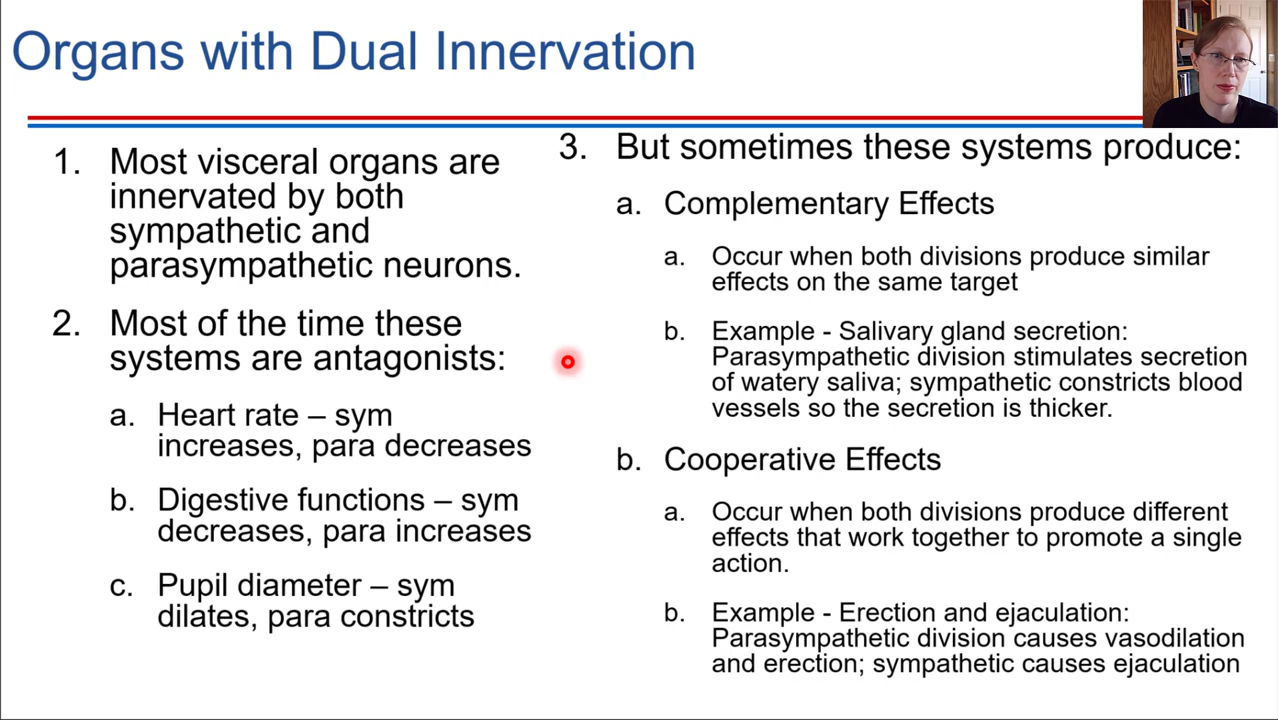 Organs with Dual Innervation
1. Most visceral organs are
innervated by both
sympathetic and
parasympathetic neurons.
2. Most of the time these
systems are antagonists:
a. Heart rate – sym
increases, para decreases
b. Digestive functions – sym
decreases, para increases
c. Pupil diameter – sym
dilates, para constricts
3. But sometimes these systems produce:
a. Complementary Effects
a. Occur when both divisions produce similar
effects on the same target
b. Example - Salivary gland secretion:
Parasympathetic division stimulates secretion
of watery saliva; sympathetic constricts blood
vessels so the secretion is thicker.
b. Cooperative Effects
a. Occur when both divisions produce different
effects that work together to promote a single
action.
b. Example - Erection and ejaculation:
Parasympathetic division causes vasodilation
and erection; sympathetic causes ejaculation